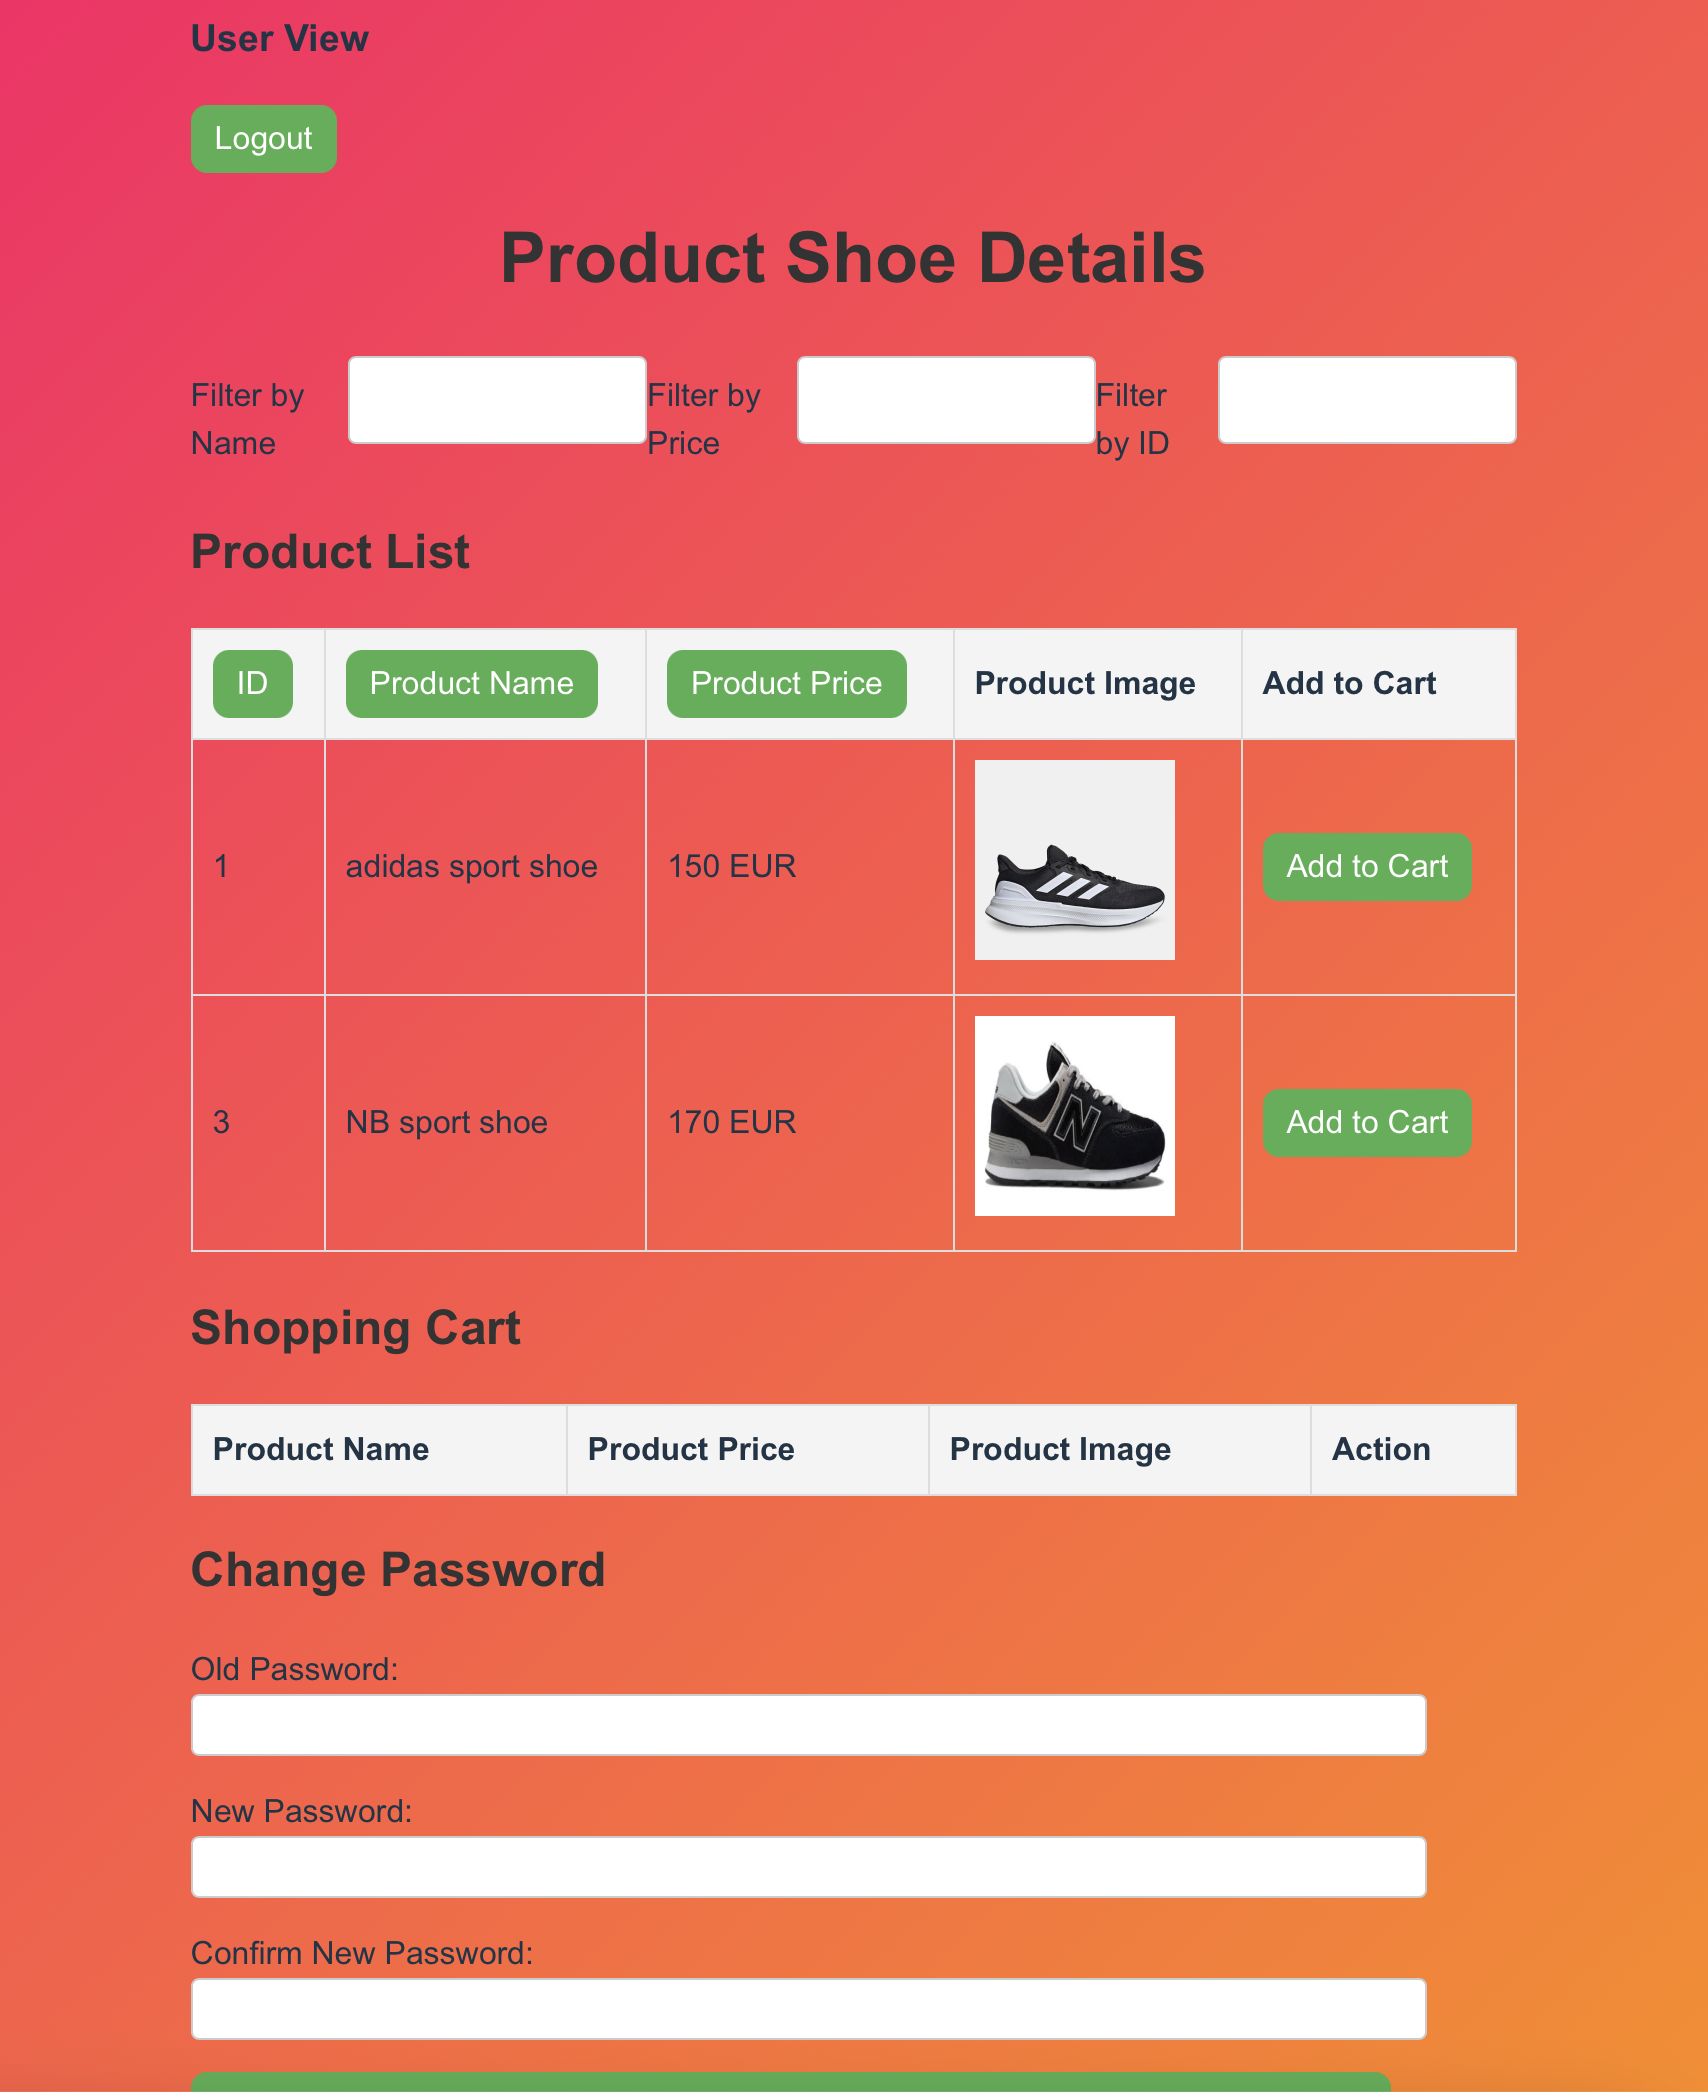 User View
Logout
Product Shoe Details
Filter by
Name
Filter by
Price
Filter
by ID
Product List
ID Product Name Product Price Product Image Add to Cart
1 adidas sport shoe 150 EUR Add to Cart
3 NB sport shoe 170 EUR N Add to Cart
Shopping Cart
Product Name Product Price Product Image Action
Change Password
Old Password:
New Password:
Confirm New Password: